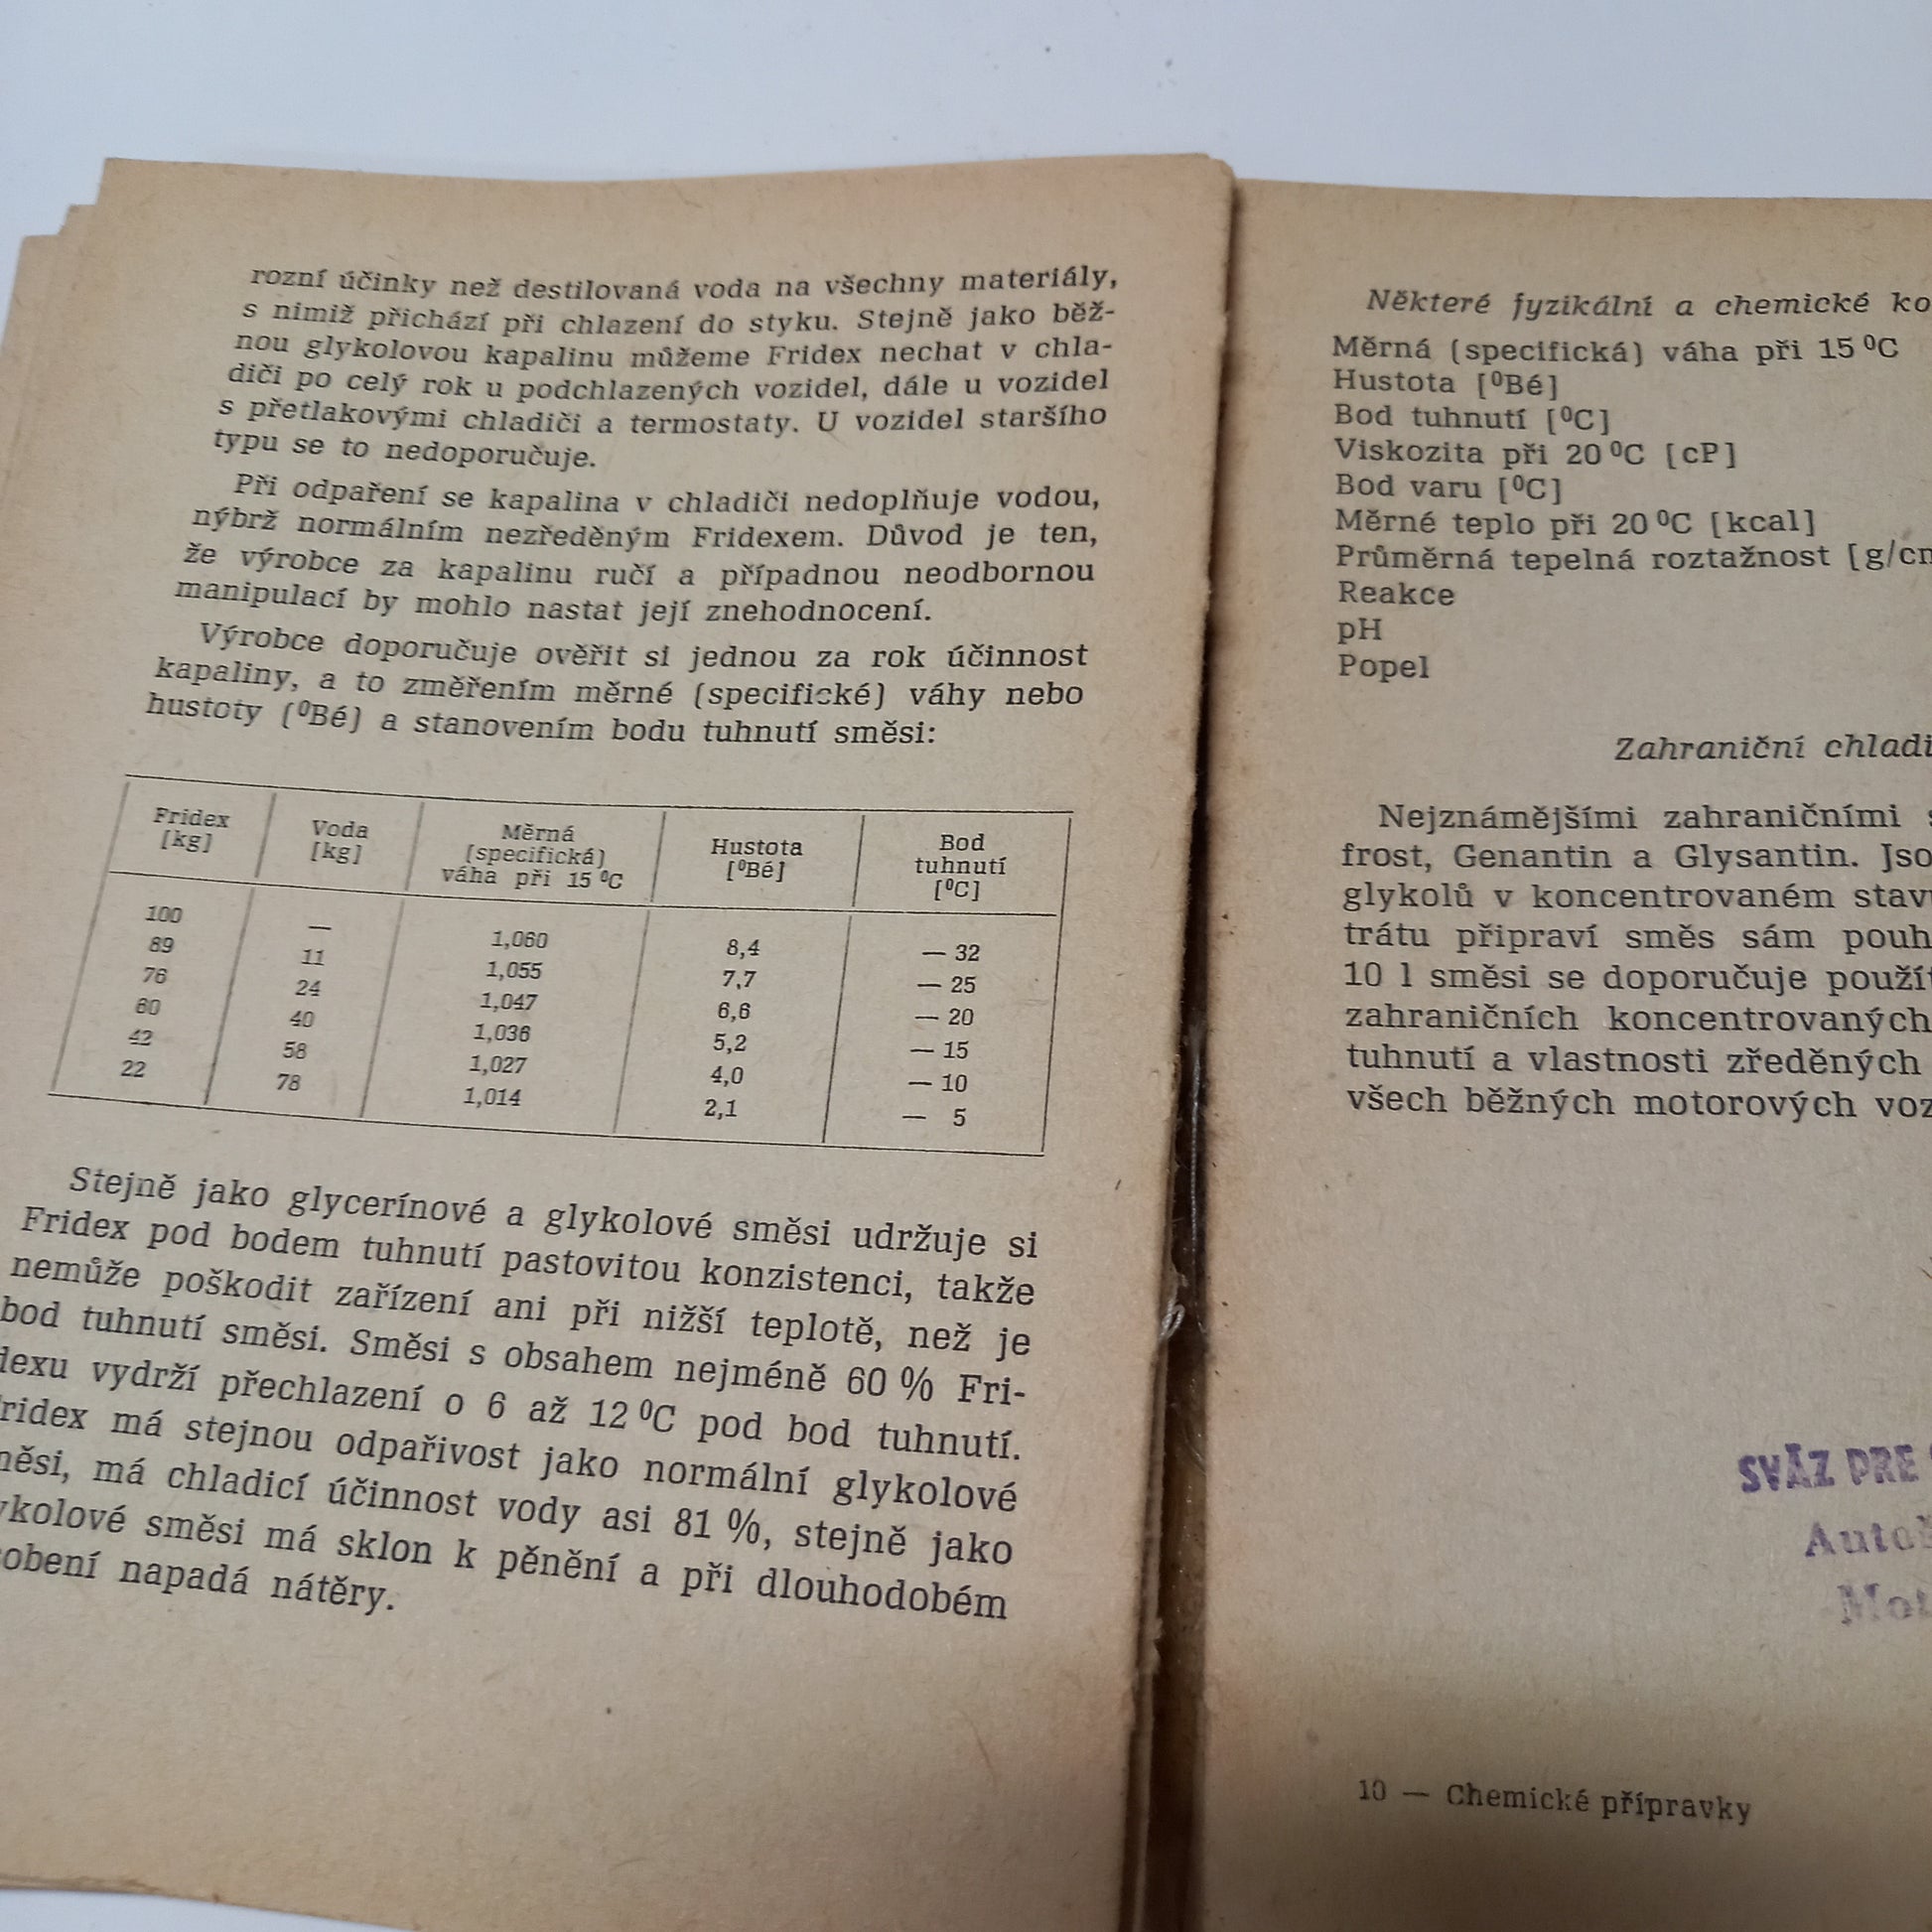 rozní účinky než destilovaná voda na všechny materiály,
s nimiž přichází při chlazení do styku. Stejně jako běž-
nou glykolovou kapalinu můžeme Fridex nechat v chla-
diči po celý rok u podchlazených vozidel, dále u vozidel
s přetlakovými chladiči a termostaty. U vozidel staršího
typu se to nedoporučuje.
Při odpaření se kapalina v chladiči nedoplňuje vodou,
nýbrž normálním nezředěným Fridexem. Důvod je ten,
že výrobce za kapalinu ručí a případnou neodbornou
manipulací by mohlo nastat její znehodnocení.
Výrobce doporučuje ověřit si jednou za rok účinnost
kapaliny, a to změřením měrné (specifické) váhy nebo
hustoty (⁰Bé) a stanovením bodu tuhnutí směsi:
Fridex [kg] Voda [kg] Měrná (specifická) váha při 15 ⁰C Hustota [⁰Bé] Bod tuhnutí [⁰C]
100 — 1,060 8,4 — 32
89 11 1,055 7,7 — 25
76 24 1,047 6,6 — 20
60 40 1,036 5,2 — 15
42 58 1,027 4,0 — 10
22 78 1,014 2,1 — 5
Stejně jako glycerínové a glykolové směsi udržuje si
Fridex pod bodem tuhnutí pastovitou konzistenci, takže
nemůže poškodit zařízení ani při nižší teplotě, než je
bod tuhnutí směsi. Směsi s obsahem nejméně 60 % Fri-
dexu vydrží přechlazení o 6 až 12 ⁰C pod bod tuhnutí.
Fridex má stejnou odpařivost jako normální glykolové
směsi, má chladicí účinnost vody asi 81 %, stejně jako
glykolové směsi má sklon k pěnění a při dlouhodobém
obení napadá nátěry.
Některé fyzikální a chemické ko
Měrná (specifická) váha při 15 ⁰C
Hustota [⁰Bé]
Bod tuhnutí [⁰C]
Viskozita při 20 ⁰C [cP]
Bod varu [⁰C]
Měrné teplo při 20 ⁰C [kcal]
Průměrná tepelná roztažnost [g/cm
Reakce
pH
Popel
Zahraniční chladi
Nejznámějšími zahraničními
frost, Genantin a Glysantin. Jso
glykolů v koncentrovaném stav
trátu připraví směs sám pouh
10 l směsi se doporučuje použít
zahraničních koncentrovaných
tuhnutí a vlastnosti zředěných
všech běžných motorových voz
SVÄZ PRE
Auto
Mot
10 — Chemické přípravky